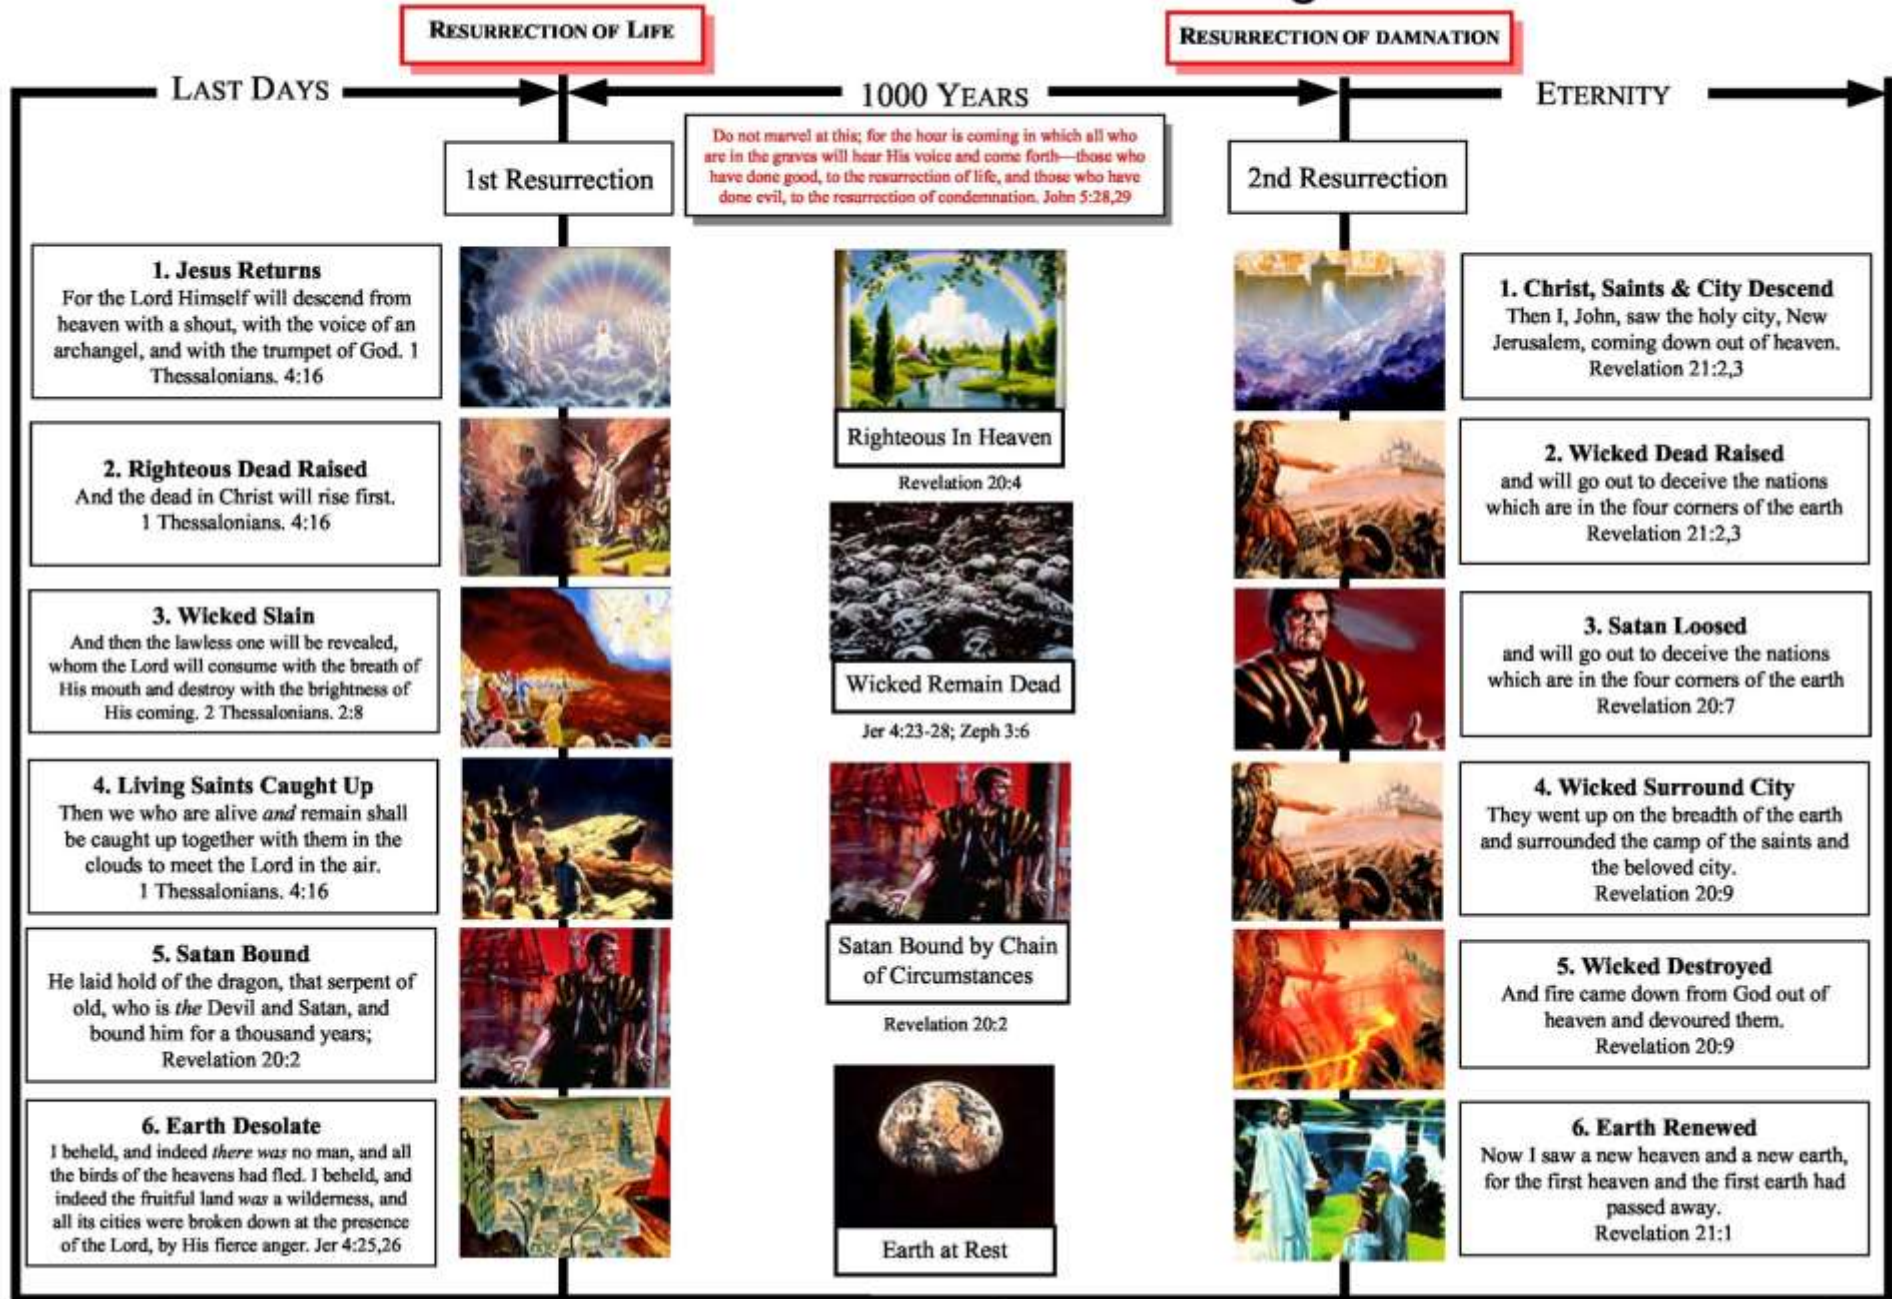 RESURRECTION OF LIFE
RESURRECTION OF DAMNATION
LAST DAYS
1000 YEARS
ETERNITY
Do not marvel at this; for the hour is coming in which all who
are in the graves will hear His voice and come forth—those who
have done good, to the resurrection of life, and those who have
done evil, to the resurrection of condemnation. John 5:28,29
1st Resurrection
2nd Resurrection
1. Jesus Returns
For the Lord Himself will descend from
heaven with a shout, with the voice of an
archangel, and with the trumpet of God. 1
Thessalonians. 4:16
2. Righteous Dead Raised
And the dead in Christ will rise first.
1 Thessalonians. 4:16
3. Wicked Slain
And then the lawless one will be revealed,
whom the Lord will consume with the breath of
His mouth and destroy with the brightness of
His coming. 2 Thessalonians. 2:8
4. Living Saints Caught Up
Then we who are alive and remain shall
be caught up together with them in the
clouds to meet the Lord in the air.
1 Thessalonians. 4:16
5. Satan Bound
He laid hold of the dragon, that serpent of
old, who is the Devil and Satan, and
bound him for a thousand years;
Revelation 20:2
6. Earth Desolate
I beheld, and indeed there was no man, and all
the birds of the heavens had fled. I beheld, and
indeed the fruitful land was a wilderness, and
all its cities were broken down at the presence
of the Lord, by His fierce anger. Jer 4:25,26
Righteous In Heaven
Revelation 20:4
Wicked Remain Dead
Jer 4:23-28; Zeph 3:6
Satan Bound by Chain
of Circumstances
Revelation 20:2
Earth at Rest
1. Christ, Saints & City Descend
Then I, John, saw the holy city, New
Jerusalem, coming down out of heaven.
Revelation 21:2,3
2. Wicked Dead Raised
and will go out to deceive the nations
which are in the four corners of the earth
Revelation 21:2,3
3. Satan Loosed
and will go out to deceive the nations
which are in the four corners of the earth
Revelation 20:7
4. Wicked Surround City
They went up on the breadth of the earth
and surrounded the camp of the saints and
the beloved city.
Revelation 20:9
5. Wicked Destroyed
And fire came down from God out of
heaven and devoured them.
Revelation 20:9
6. Earth Renewed
Now I saw a new heaven and a new earth,
for the first heaven and the first earth had
passed away.
Revelation 21:1